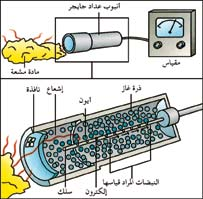 أنبوب عداد جايجر
مقياس
مادة مشعة
ذرة غاز
أيون
إشعاع
نافذة
النبضات المراد قياسها
إلكترون
سلك